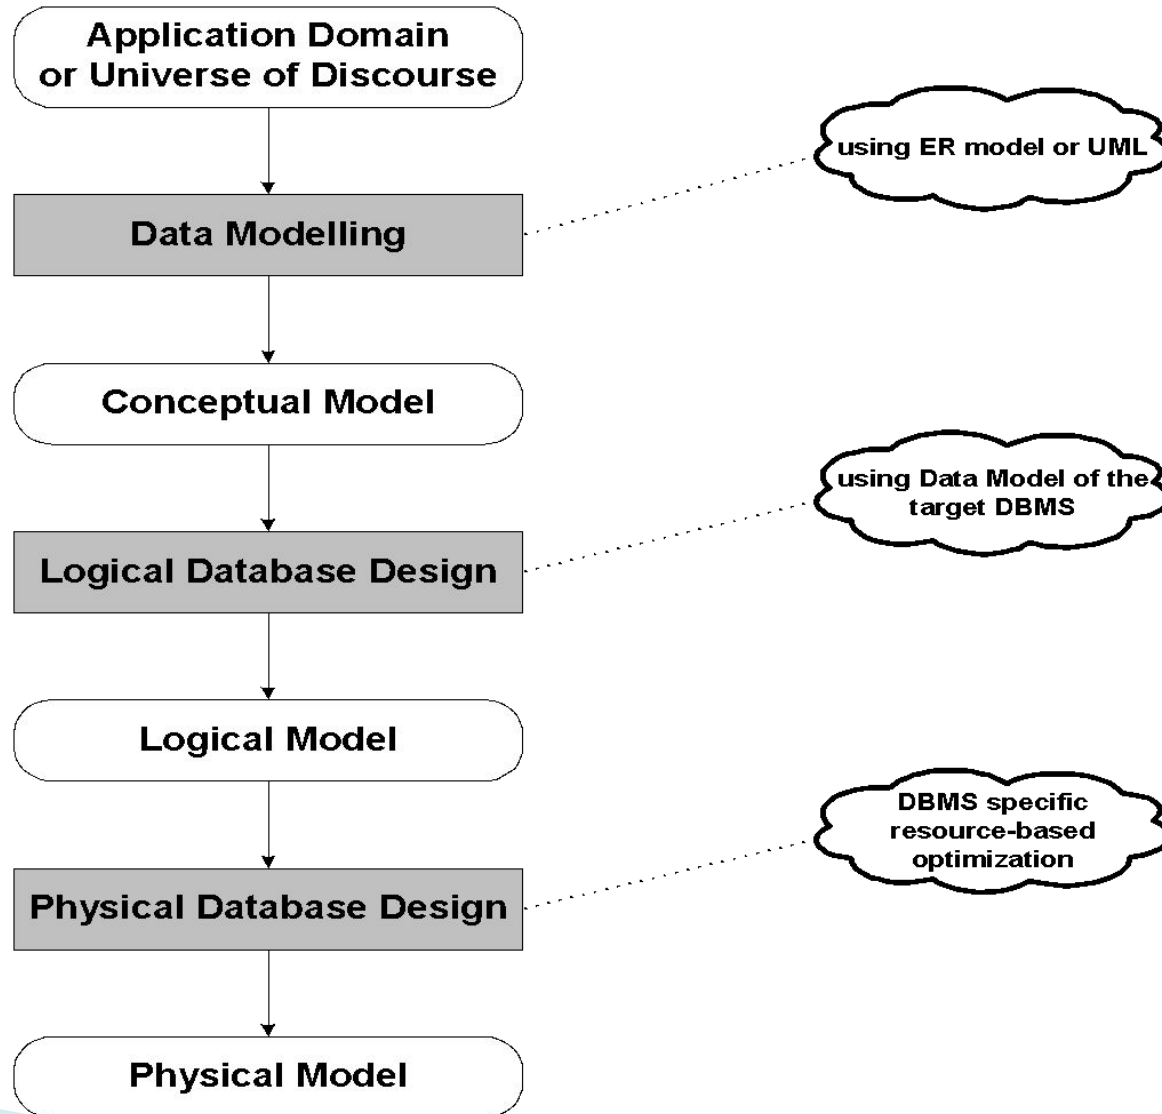 Application Domain
or Universe of Discourse
using ER model or UML
Data Modelling
Conceptual Model
using Data Model of the
target DBMS
Logical Database Design
Logical Model
DBMS specific
resource-based
optimization
Physical Database Design
Physical Model